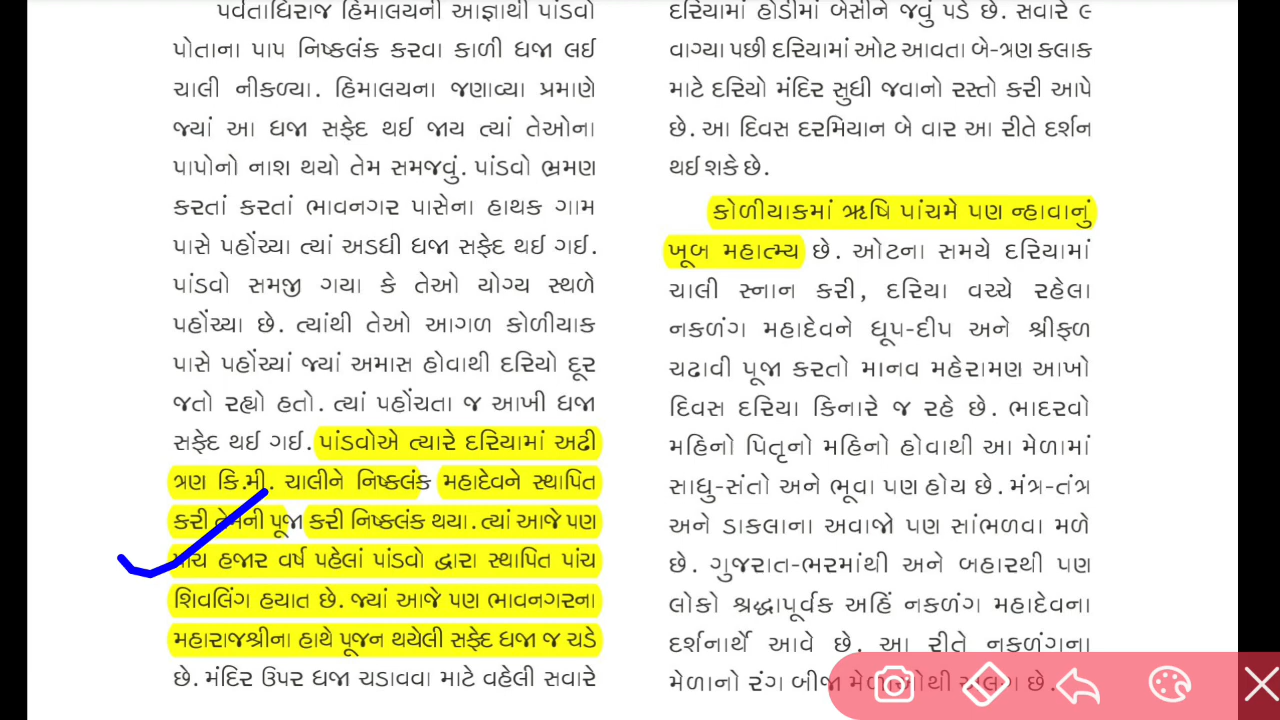 પર્વતાધિરાજ હિમાલયની આજ્ઞાથી પાંડવો
પોતાના પાપ નિષ્કલંક કરવા કાળી ધજા લઈ
ચાલી નીકળ્યા. હિમાલયના જણાવ્યા પ્રમાણે
જ્યાં આ ધજા સફેદ થઈ જાય ત્યાં તેઓના
પાપોનો નાશ થયો તેમ સમજવું. પાંડવો ભ્રમણ
કરતાં કરતાં ભાવનગર પાસેના હાથક ગામ
પાસે પહોંચ્યા ત્યાં અડધી ધજા સફેદ થઈ ગઈ.
પાંડવો સમજી ગયા કે તેઓ યોગ્ય સ્થળે
પહોંચ્યા છે. ત્યાંથી તેઓ આગળ કોળીયાક
પાસે પહોંચ્યાં જ્યાં અમાસ હોવાથી દરિયો દૂર
જતો રહ્યો હતો. ત્યાં પહોંચતા જ આખી ધજા
સફેદ થઈ ગઈ. પાંડવોએ ત્યારે દરિયામાં અઢી
ત્રણ કિ.મી. ચાલીને નિષ્કલંક મહાદેવને સ્થાપિત
કરી તેમની પૂજા કરી નિષ્કલંક થયા. ત્યાં આજે પણ
પાંચ હજાર વર્ષ પહેલાં પાંડવો દ્વારા સ્થાપિત પાંચ
શિવલિંગ હયાત છે. જ્યાં આજે પણ ભાવનગરના
મહારાજશ્રીના હાથે પૂજન થયેલી સફેદ ધજા જ ચડે
છે. મંદિર ઉપર ધજા ચડાવવા માટે વહેલી સવારે
દરિયામાં હોડીમાં બેસીને જવું પડે છે. સવારે ૯
વાગ્યા પછી દરિયામાં ઓટ આવતા બે-ત્રણ કલાક
માટે દરિયો મંદિર સુધી જવાનો રસ્તો કરી આપે
છે. આ દિવસ દરમિયાન બે વાર આ રીતે દર્શન
થઈ શકે છે.
કોળીયાકમાં ઋષિ પાંચમે પણ ન્હાવાનું
ખૂબ મહાત્મ્ય છે. ઓટના સમયે દરિયામાં
ચાલી સ્નાન કરી, દરિયા વચ્ચે રહેલા
નકળંગ મહાદેવને ધૂપ-દીપ અને શ્રીફળ
ચઢાવી પૂજા કરતો માનવ મહેરામણ આખો
દિવસ દરિયા કિનારે જ રહે છે. ભાદરવો
મહિનો પિતૃનો મહિનો હોવાથી આ મેળામાં
સાધુ-સંતો અને ભૂવા પણ હોય છે. મંત્ર-તંત્ર
અને ડાકલાના અવાજો પણ સાંભળવા મળે
છે. ગુજરાત-ભરમાંથી અને બહારથી પણ
લોકો શ્રદ્ધાપૂર્વક અહિં નકળંગ મહાદેવના
દર્શનાર્થે આવે છે. આ રીતે નકળંગના
મેળાનો રંગ બીજા મેળાઓથી અલગ છે.